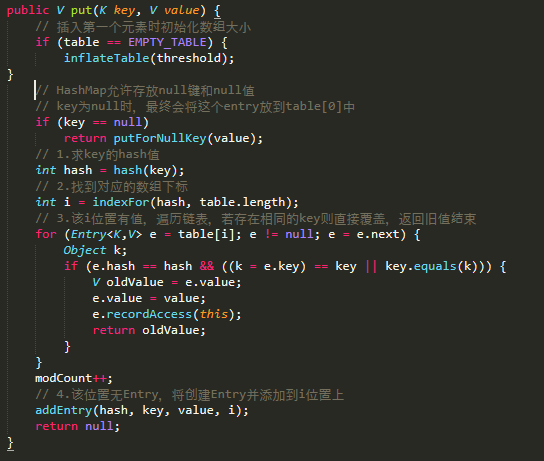 public V put(K key, V value) {
    // 插入第一个元素时初始化数组大小
    if (table == EMPTY_TABLE) {
        inflateTable(threshold);
}
    // HashMap允许存放null键和null值
    // key为null时，最终会将这个entry放到table[0]中
    if (key == null)
        return putForNullKey(value);
    // 1.求key的hash值
    int hash = hash(key);
    // 2.找到对应的数组下标
    int i = indexFor(hash, table.length);
    // 3.该i位置有值，遍历链表，若存在相同的key则直接覆盖，返回旧值结束
    for (Entry<K,V> e = table[i]; e != null; e = e.next) {
        Object k;
        if (e.hash == hash && ((k = e.key) == key || key.equals(k))) {
            V oldValue = e.value;
            e.value = value;
            e.recordAccess(this);
            return oldValue;
        }
    }
    modCount++;
    // 4.该位置无Entry，将创建Entry并添加到i位置上
    addEntry(hash, key, value, i);
    return null;
}